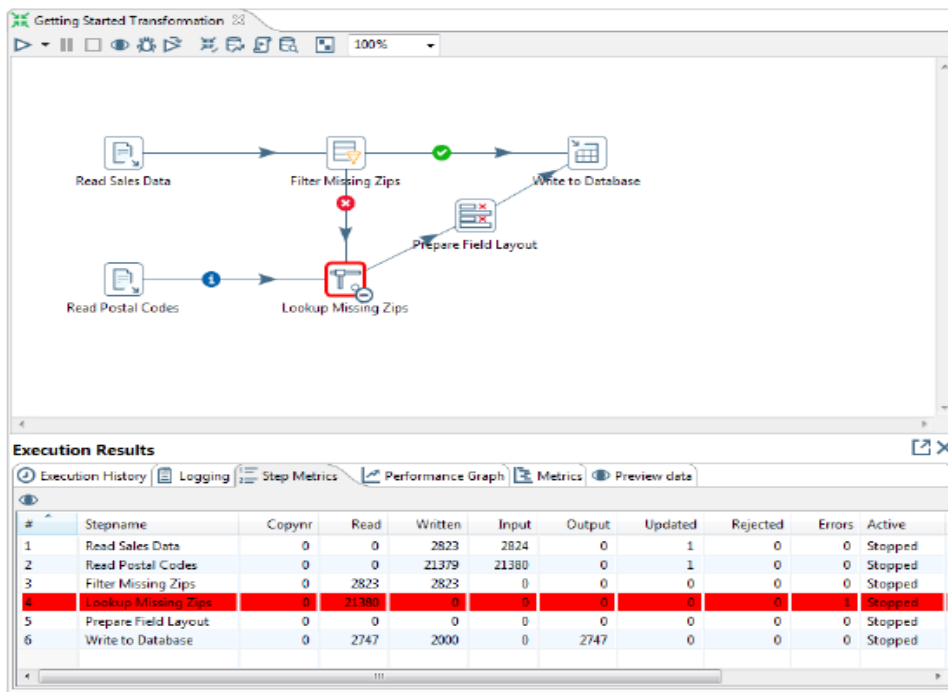 Getting Started Transformation
100%
Read Sales Data Filter Missing Zips Write to Database
Prepare Field Layout
Read Postal Codes Lookup Missing Zips
Execution Results
Execution History Logging Step Metrics Performance Graph Metrics Preview data
# Stepname Copynr Read Written Input Output Updated Rejected Errors Active
1 Read Sales Data 0 0 2823 2824 0 1 0 0 Stopped
2 Read Postal Codes 0 0 21379 21380 0 1 0 0 Stopped
3 Filter Missing Zips 0 2823 2823 0 0 0 0 0 Stopped
4 Lookup Missing Zips 0 21380 0 0 0 0 0 1 Stopped
5 Prepare Field Layout 0 0 0 0 0 0 0 0 Stopped
6 Write to Database 0 2747 2000 0 2747 0 0 0 Stopped